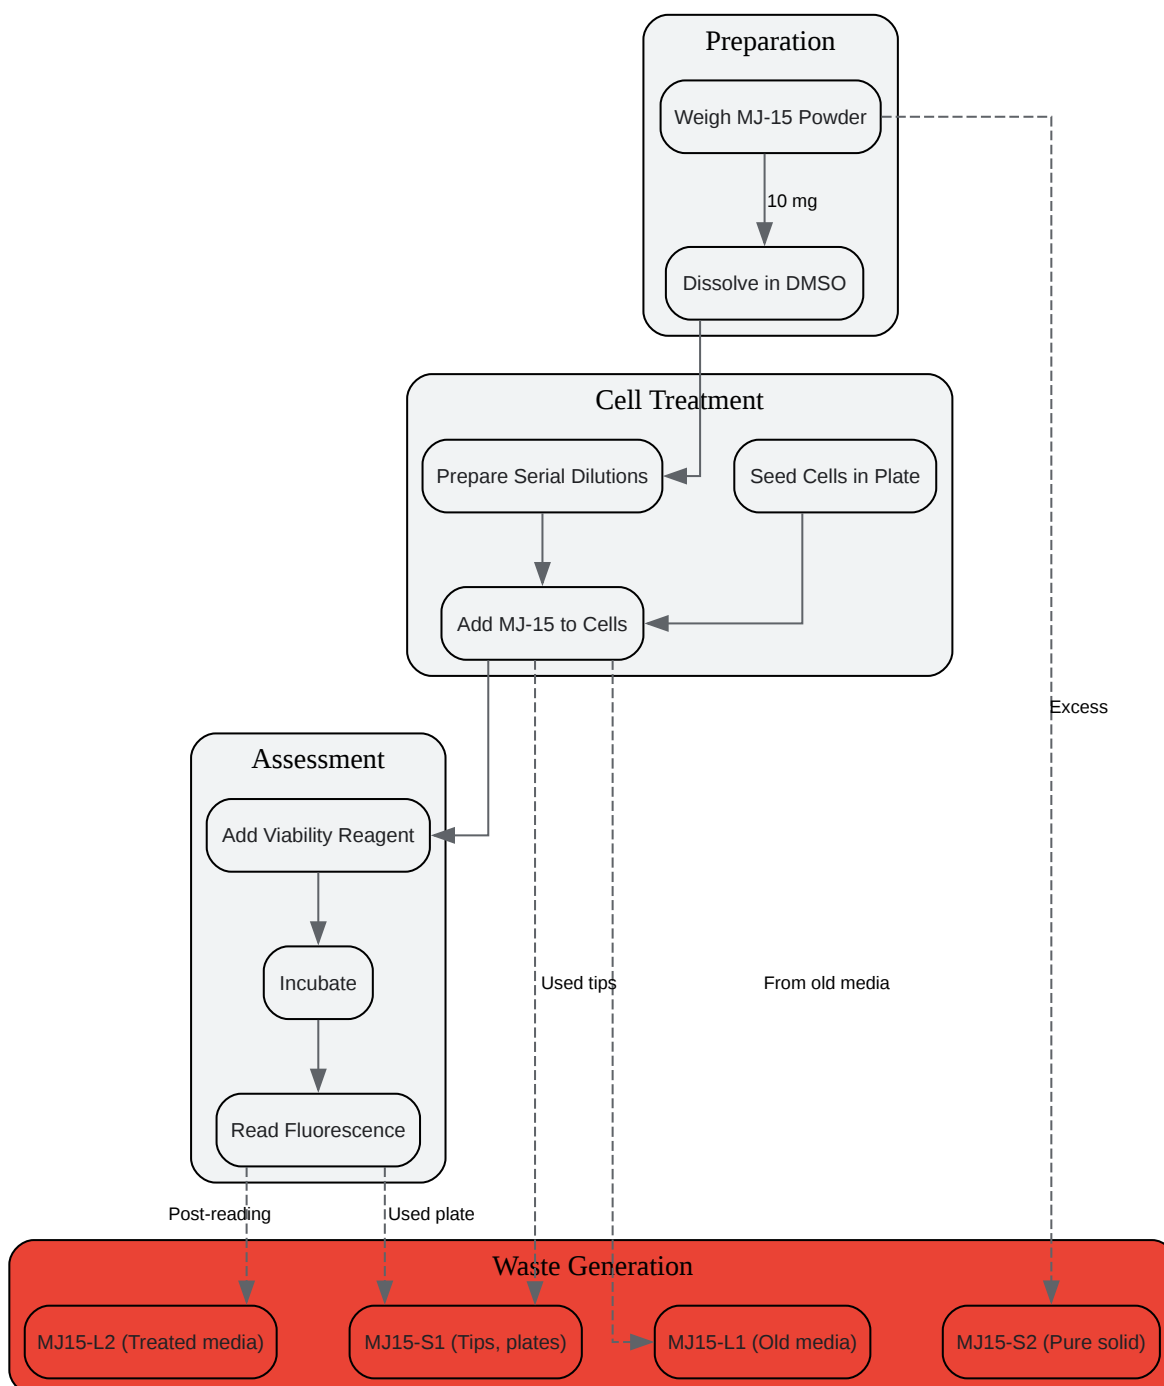 Preparation
Weigh MJ-15 Powder
10 mg
Dissolve in DMSO
Cell Treatment
Prepare Serial Dilutions
Seed Cells in Plate
Add MJ-15 to Cells
Excess
Assessment
Add Viability Reagent
Incubate
Used tips
From old media
Read Fluorescence
Post-reading
Used plate
Waste Generation
MJ15-L2 (Treated media)
MJ15-S1 (Tips, plates)
MJ15-L1 (Old media)
MJ15-S2 (Pure solid)